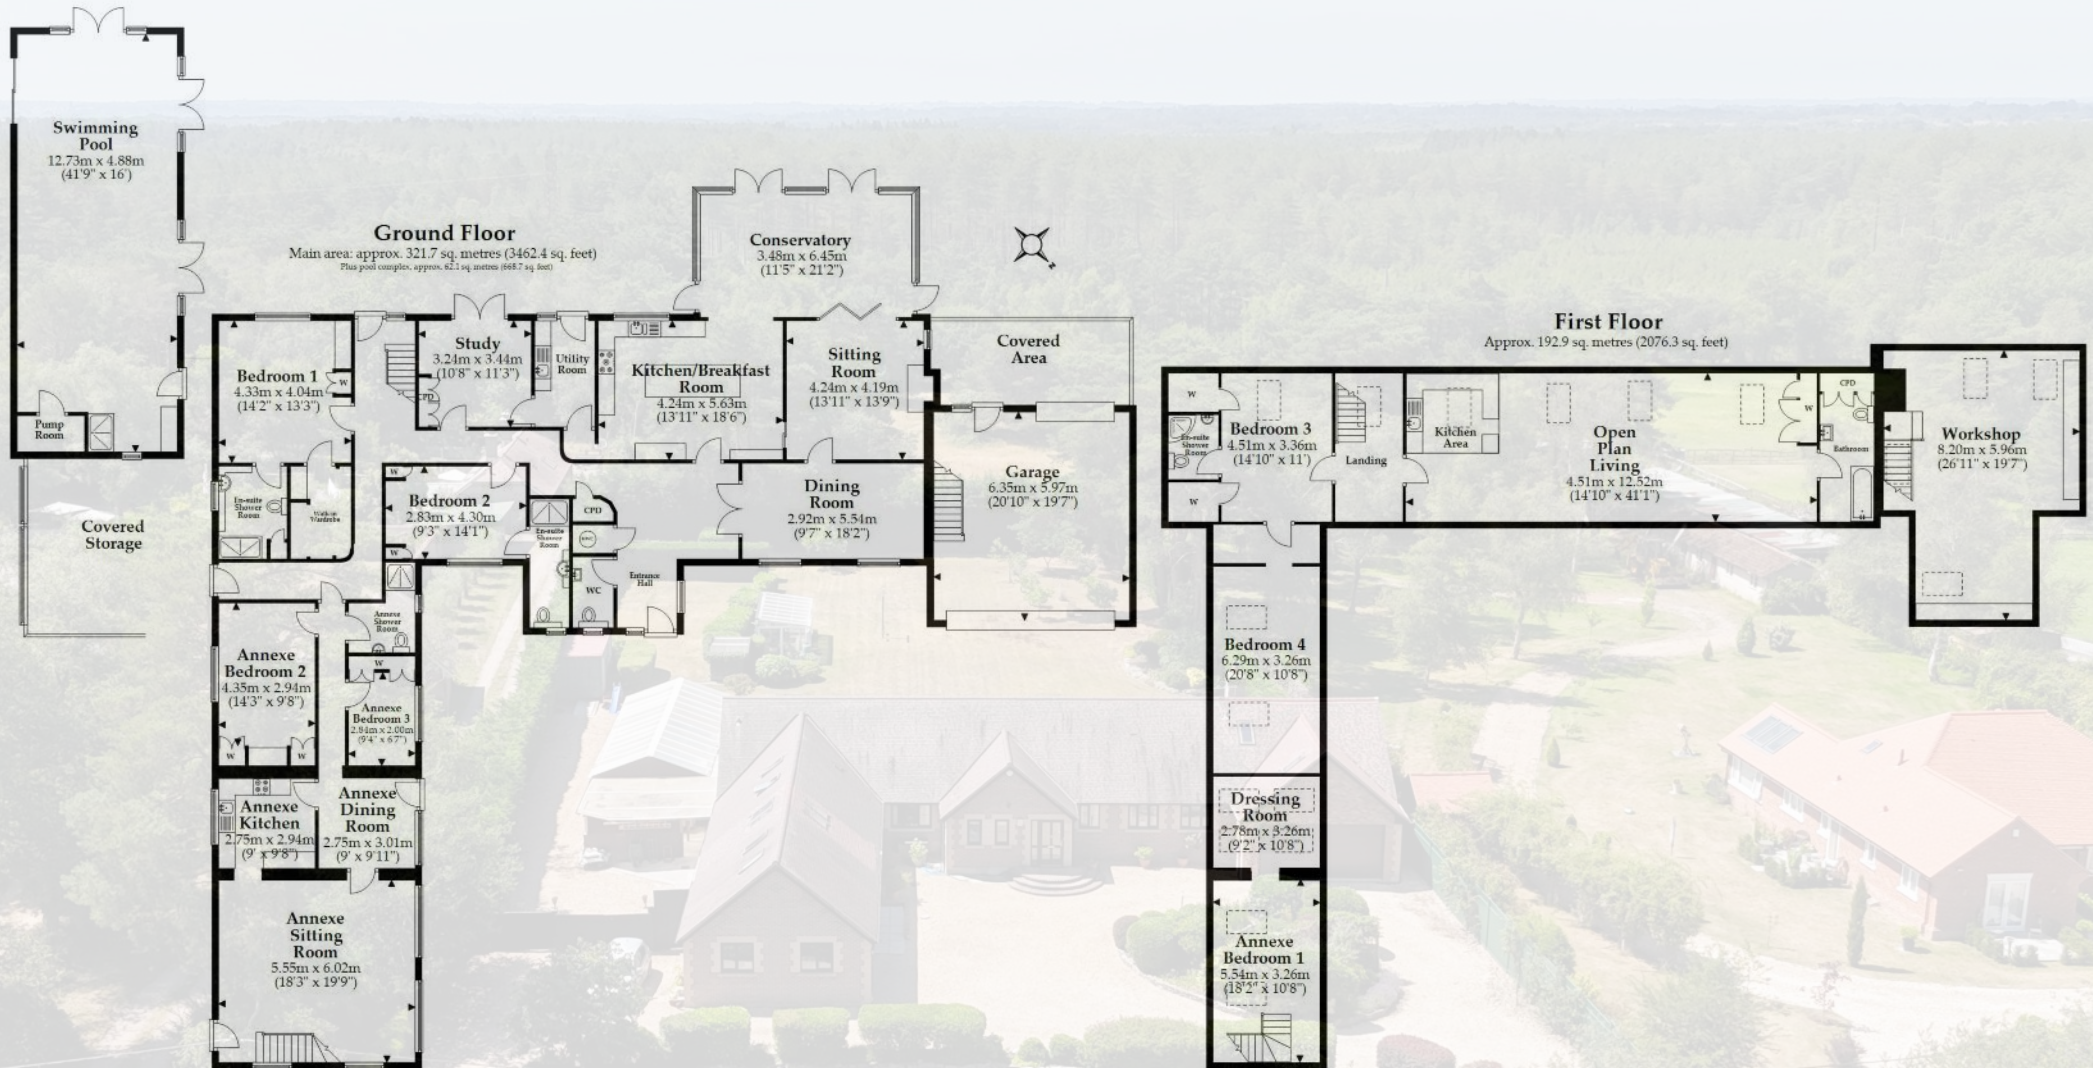 Swimming
Pool
12.73m x 4.88m
(41'9" x 16')
Pump
Room
Covered
Storage
Ground Floor
Main area: approx. 321.7 sq. metres (3462.4 sq. feet)
Plus pool complex, approx. 62.1 sq. metres (668.7 sq. feet)
Conservatory
3.48m x 6.45m
(11'5" x 21'2")
N
Bedroom 1
4.33m x 4.04m
(14'2" x 13'3")
W
Study
3.24m x 3.44m
(10'8" x 11'3")
CPD
Utility
Room
Kitchen/Breakfast
Room
4.24m x 5.63m
(13'11" x 18'6")
Sitting
Room
4.24m x 4.19m
(13'11" x 13'9")
Covered
Area
En-suite
Shower
Room
Walk-in
Wardrobe
W
Bedroom 2
2.83m x 4.30m
(9'3" x 14'1")
W
En-suite
Shower
Room
CPD
WC
Entrance
Hall
Dining
Room
2.92m x 5.54m
(9'7" x 18'2")
Garage
6.35m x 5.97m
(20'10" x 19'7")
Annexe
Shower
Room
W
Annexe
Bedroom 2
4.35m x 2.94m
(14'3" x 9'8")
W
W
Annexe
Bedroom 3
2.84m x 2.00m
(9'4" x 6'7")
Annexe
Kitchen
2.75m x 2.94m
(9' x 9'8")
Annexe
Dining
Room
2.75m x 3.01m
(9' x 9'11")
Annexe
Sitting
Room
5.55m x 6.02m
(18'3" x 19'9")
First Floor
Approx. 192.9 sq. metres (2076.3 sq. feet)
W
En-suite
Shower
Room
W
Bedroom 3
4.51m x 3.36m
(14'10" x 11')
Landing
Kitchen
Area
Open
Plan
Living
4.51m x 12.52m
(14'10" x 41'1")
W
CPD
Bathroom
Workshop
8.20m x 5.96m
(26'11" x 19'7")
Bedroom 4
6.29m x 3.26m
(20'8" x 10'8")
Dressing
Room
2.78m x 3.26m
(9'2" x 10'8")
Annexe
Bedroom 1
5.54m x 3.26m
(18'2" x 10'8")